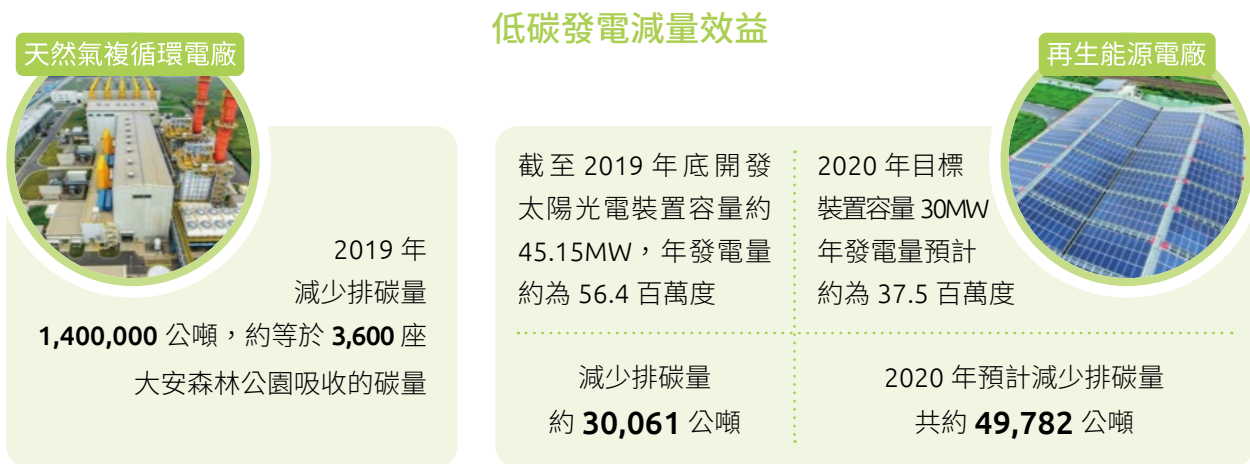 低碳發電減量效益
天然氣複循環電廠
2019 年
減少排碳量
1,400,000 公噸，約等於 3,600 座
大安森林公園吸收的碳量
再生能源電廠
截至 2019 年底開發
太陽光電裝置容量約
45.15MW，年發電量
約為 56.4 百萬度
2020 年目標
裝置容量 30MW
年發電量預計
約為 37.5 百萬度
減少排碳量
約 30,061 公噸
2020 年預計減少排碳量
共約 49,782 公噸